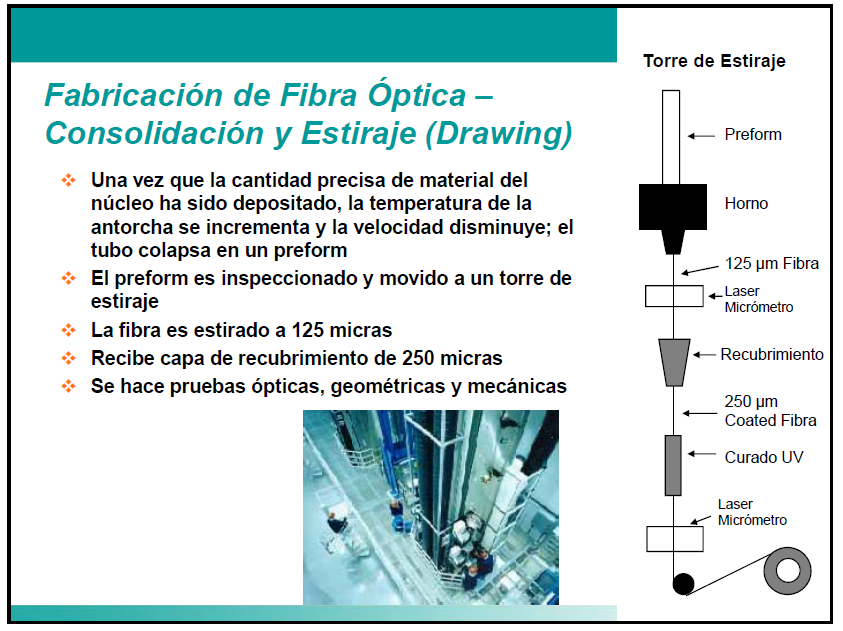 Fabricación de Fibra Óptica –
Consolidación y Estiraje (Drawing)
Una vez que la cantidad precisa de material del
núcleo ha sido depositado, la temperatura de la
antorcha se incrementa y la velocidad disminuye; el
tubo colapsa en un preform
El preform es inspeccionado y movido a un torre de
estiraje
La fibra es estirado a 125 micras
Recibe capa de recubrimiento de 250 micras
Se hace pruebas ópticas, geométricas y mecánicas
Torre de Estiraje
Preform
Horno
125 µm Fibra
Laser
Micrómetro
Recubrimiento
250 µm
Coated Fibra
Curado UV
Laser
Micrómetro